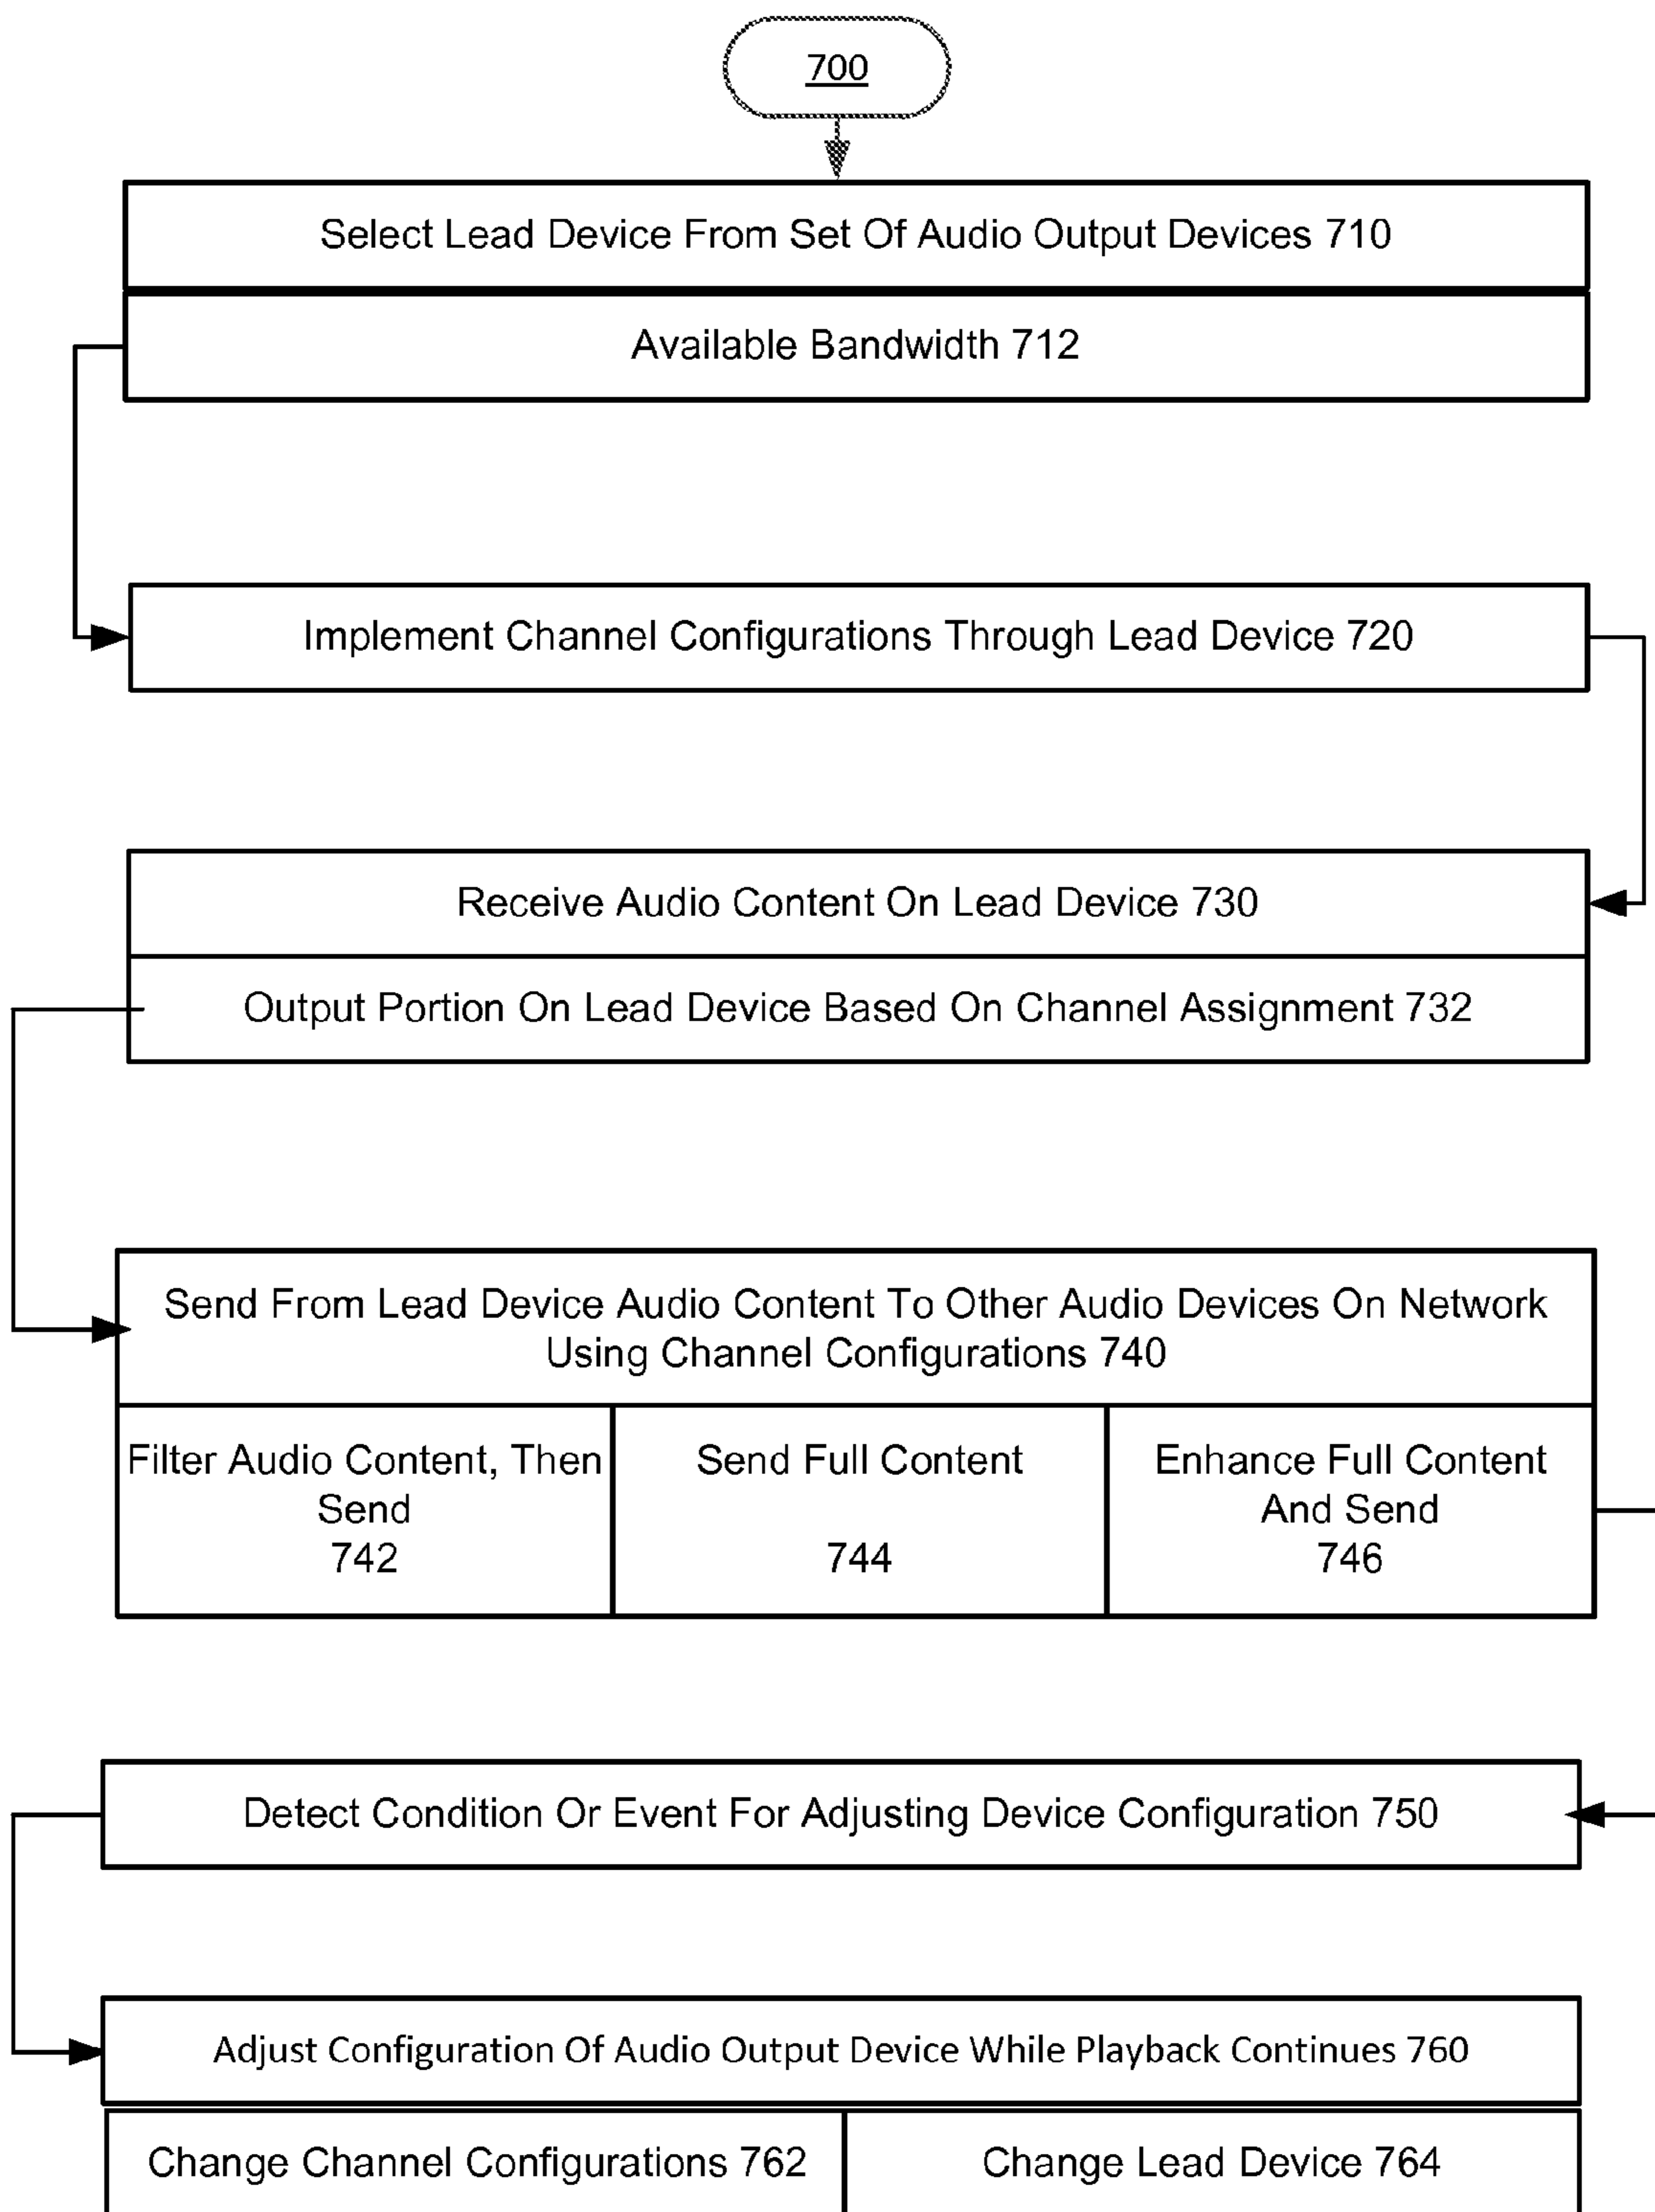 700
Select Lead Device From Set Of Audio Output Devices 710
Available Bandwidth 712
Implement Channel Configurations Through Lead Device 720
Receive Audio Content On Lead Device 730
Output Portion On Lead Device Based On Channel Assignment 732
Send From Lead Device Audio Content To Other Audio Devices On Network
Using Channel Configurations 740
Filter Audio Content, Then
Send
742
Send Full Content
744
Enhance Full Content
And Send
746
Detect Condition Or Event For Adjusting Device Configuration 750
Adjust Configuration Of Audio Output Device While Playback Continues 760
Change Channel Configurations 762
Change Lead Device 764